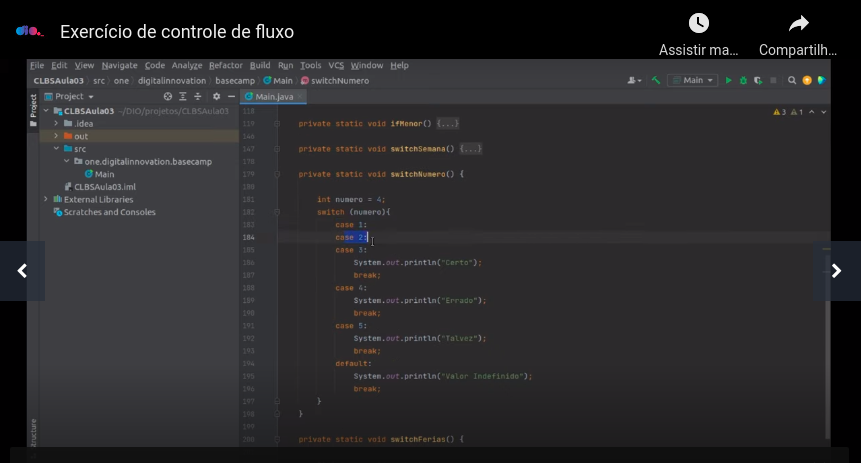 dio.
Exercício de controle de fluxo
Assistir ma...
Compartilh...
File Edit View Navigate Code Analyze Refactor Build Run Tools VCS Window Help
CLBSAula03 src one digitalinnovation basecamp Main switchNumero
Main
Project
Project
Main.java
3 1
CLBSAula03 ~/DIO/projetos/CLBSAula03
.idea
out
src
one.digitalinnovation.basecamp
Main
CLBSAula03.iml
External Libraries
Scratches and Consoles
118
119 private static void ifMenor() {...}
146
147 private static void switchSemana() {...}
178
179 private static void switchNumero() {
180
181 int numero = 4;
182 switch (numero){
183 case 1:
184 case 2:
185 case 3:
186 System.out.println("Certo");
187 break;
188 case 4:
189 System.out.println("Errado");
190 break;
191 case 5:
192 System.out.println("Talvez");
193 break;
194 default:
195 System.out.println("Valor Indefinido");
196 break;
197 }
198 }
199
200 private static void switchFerias() {